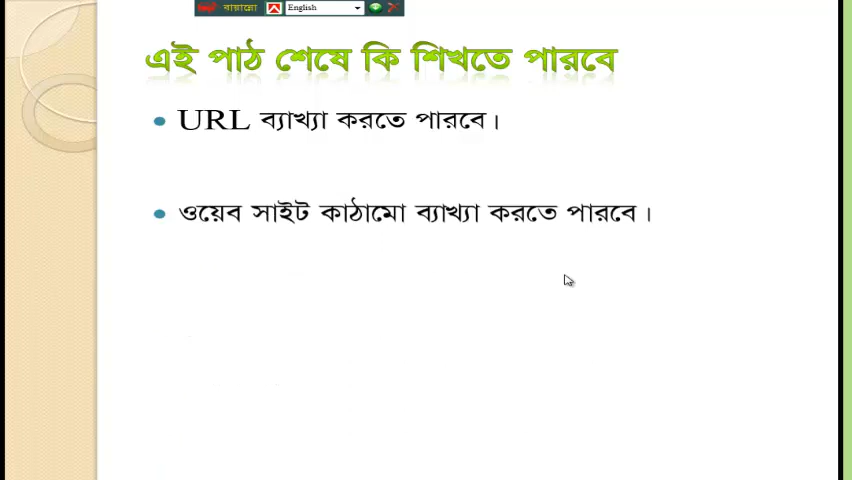 বায়ান্নো English
এই পাঠ শেষে কি শিখতে পারবে
URL ব্যাখ্যা করতে পারবে।
ওয়েব সাইট কাঠামো ব্যাখ্যা করতে পারবে।